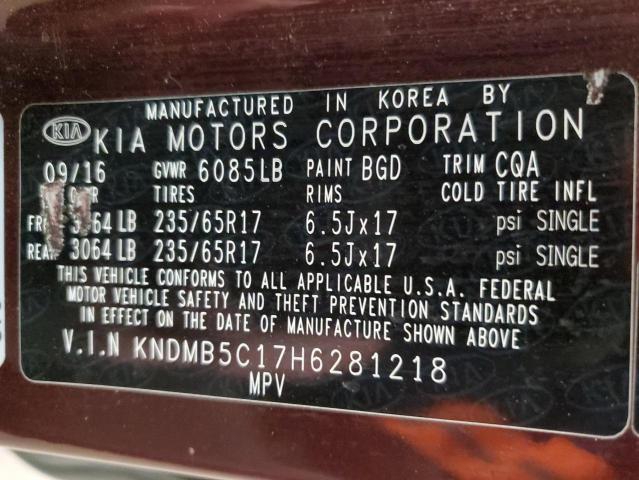 MANUFACTURED IN KOREA BY
KIA KIA MOTORS CORPORATION
09/16 GVWR 6085LB PAINT BGD TRIM CQA
TIRES RIMS COLD TIRE INFL
LB 235/65R17 6.5Jx17 psi SINGLE
3064 LB 235/65R17 6.5Jx17 psi SINGLE
THIS VEHICLE CONFORMS TO ALL APPLICABLE U.S.A. FEDERAL
MOTOR VEHICLE SAFETY AND THEFT PREVENTION STANDARDS
IN EFFECT ON THE DATE OF MANUFACTURE SHOWN ABOVE
V.I.N KNDMB5C17H6281218
MPV